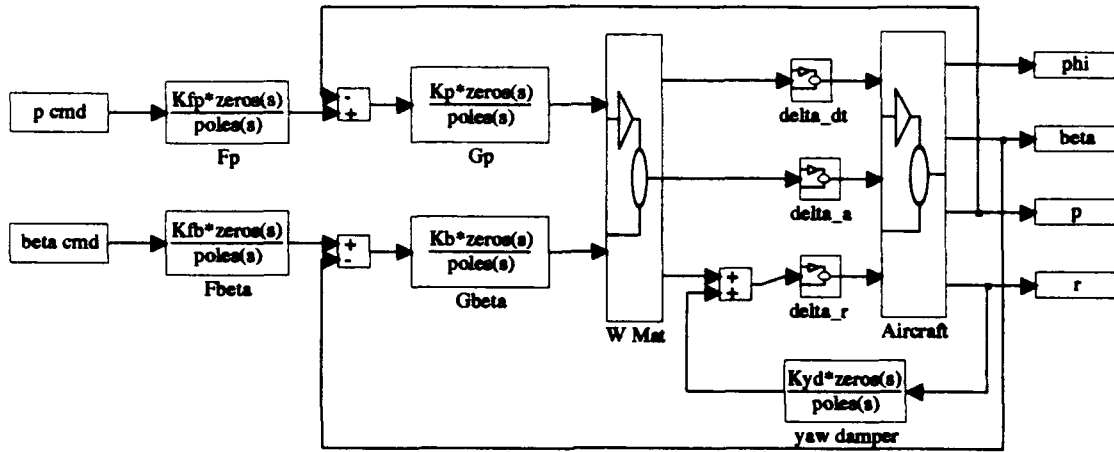 p cmd
Kfp*zeros(s)
poles(s)
Fp
-
+
Kp*zeros(s)
poles(s)
Gp
beta cmd
Kfb*zeros(s)
poles(s)
Fbeta
+
-
Kb*zeros(s)
poles(s)
Gbeta
W Mat
delta_dt
delta_a
+
+
delta_r
Aircraft
Kyd*zeros(s)
poles(s)
yaw damper
phi
beta
p
r